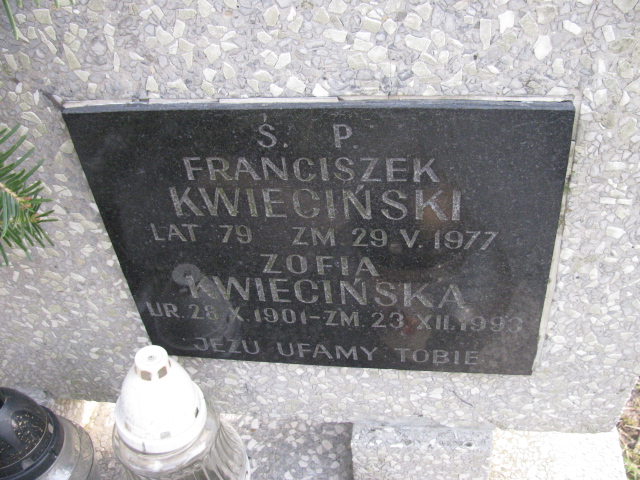 Ś. P.
FRANCISZEK
KWIECIŃSKI
LAT 79 ZM. 29. V. 1977
ZOFIA
KWIECIŃSKA
UR. 28 X. 1901 - ZM. 23. XII. 1993
JEZU UFAMY TOBIE